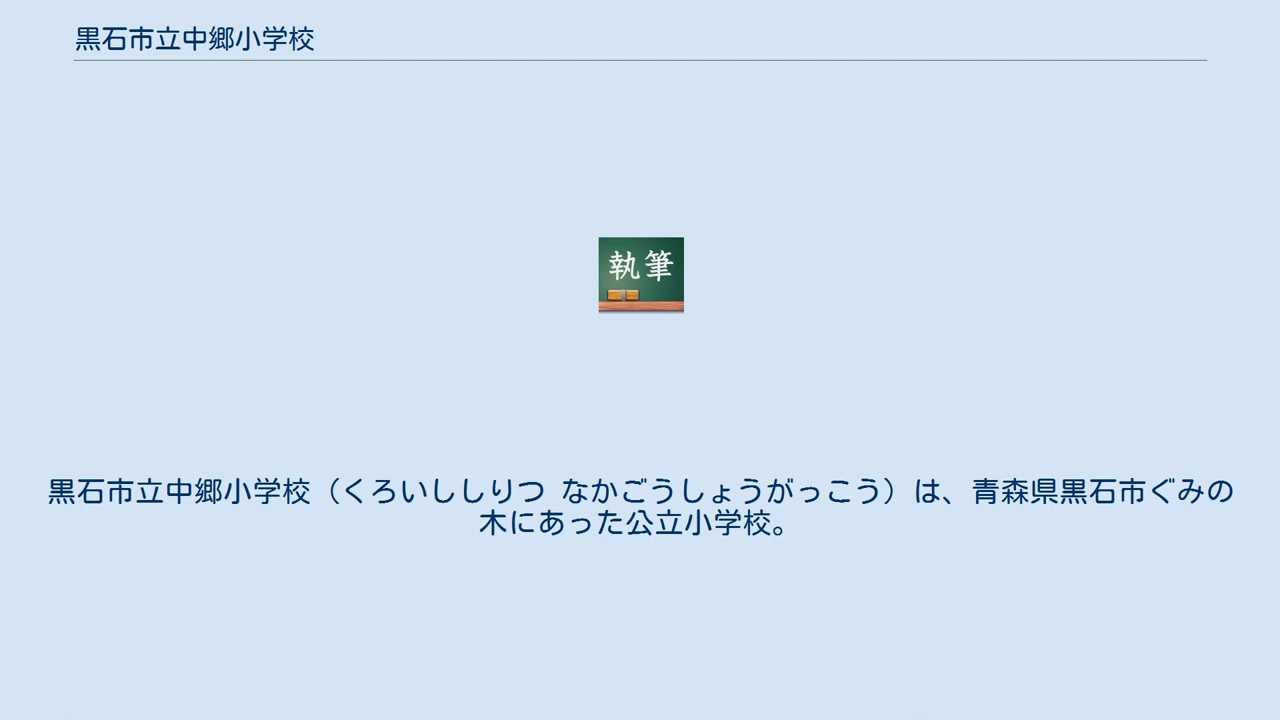 黒石市立中郷小学校
執筆
黒石市立中郷小学校（くろいししりつ なかごうしょうがっこう）は、青森県黒石市ぐみの
木にあった公立小学校。